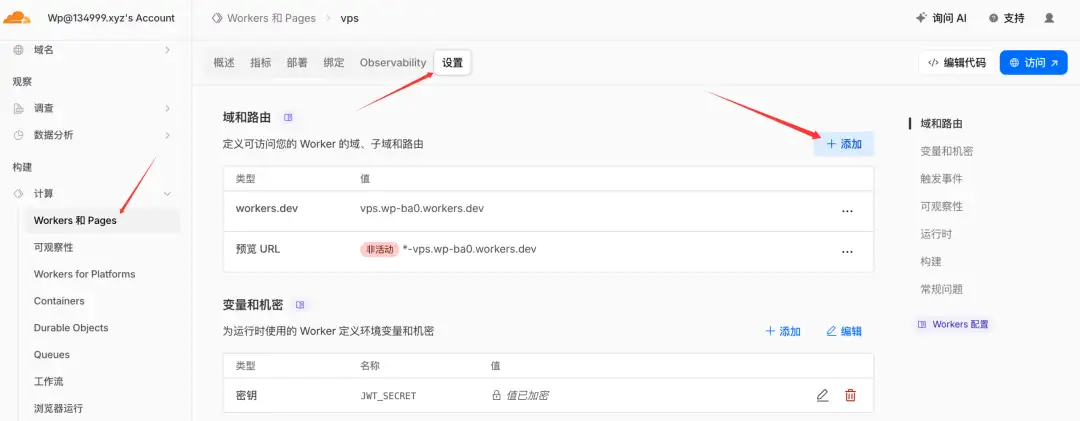 Wp@134999.xyz's Account
Workers 和 Pages
vps
询问 AI
支持
域名
观察
调查
数据分析
构建
计算
Workers 和 Pages
可观察性
Workers for Platforms
Containers
Durable Objects
Queues
工作流
浏览器运行
概述 指标 部署 绑定 Observability 设置
</> 编辑代码
访问
域和路由
定义可访问您的 Worker 的域、子域和路由
+ 添加
类型 值
workers.dev vps.wp-ba0.workers.dev ...
预览 URL 非活动 *-vps.wp-ba0.workers.dev ...
变量和机密
为运行时使用的 Worker 定义环境变量和机密
+ 添加 编辑
类型 名称 值
密钥 JWT_SECRET 值已加密
域和路由
变量和机密
触发事件
可观察性
运行时
构建
常规问题
Workers 配置